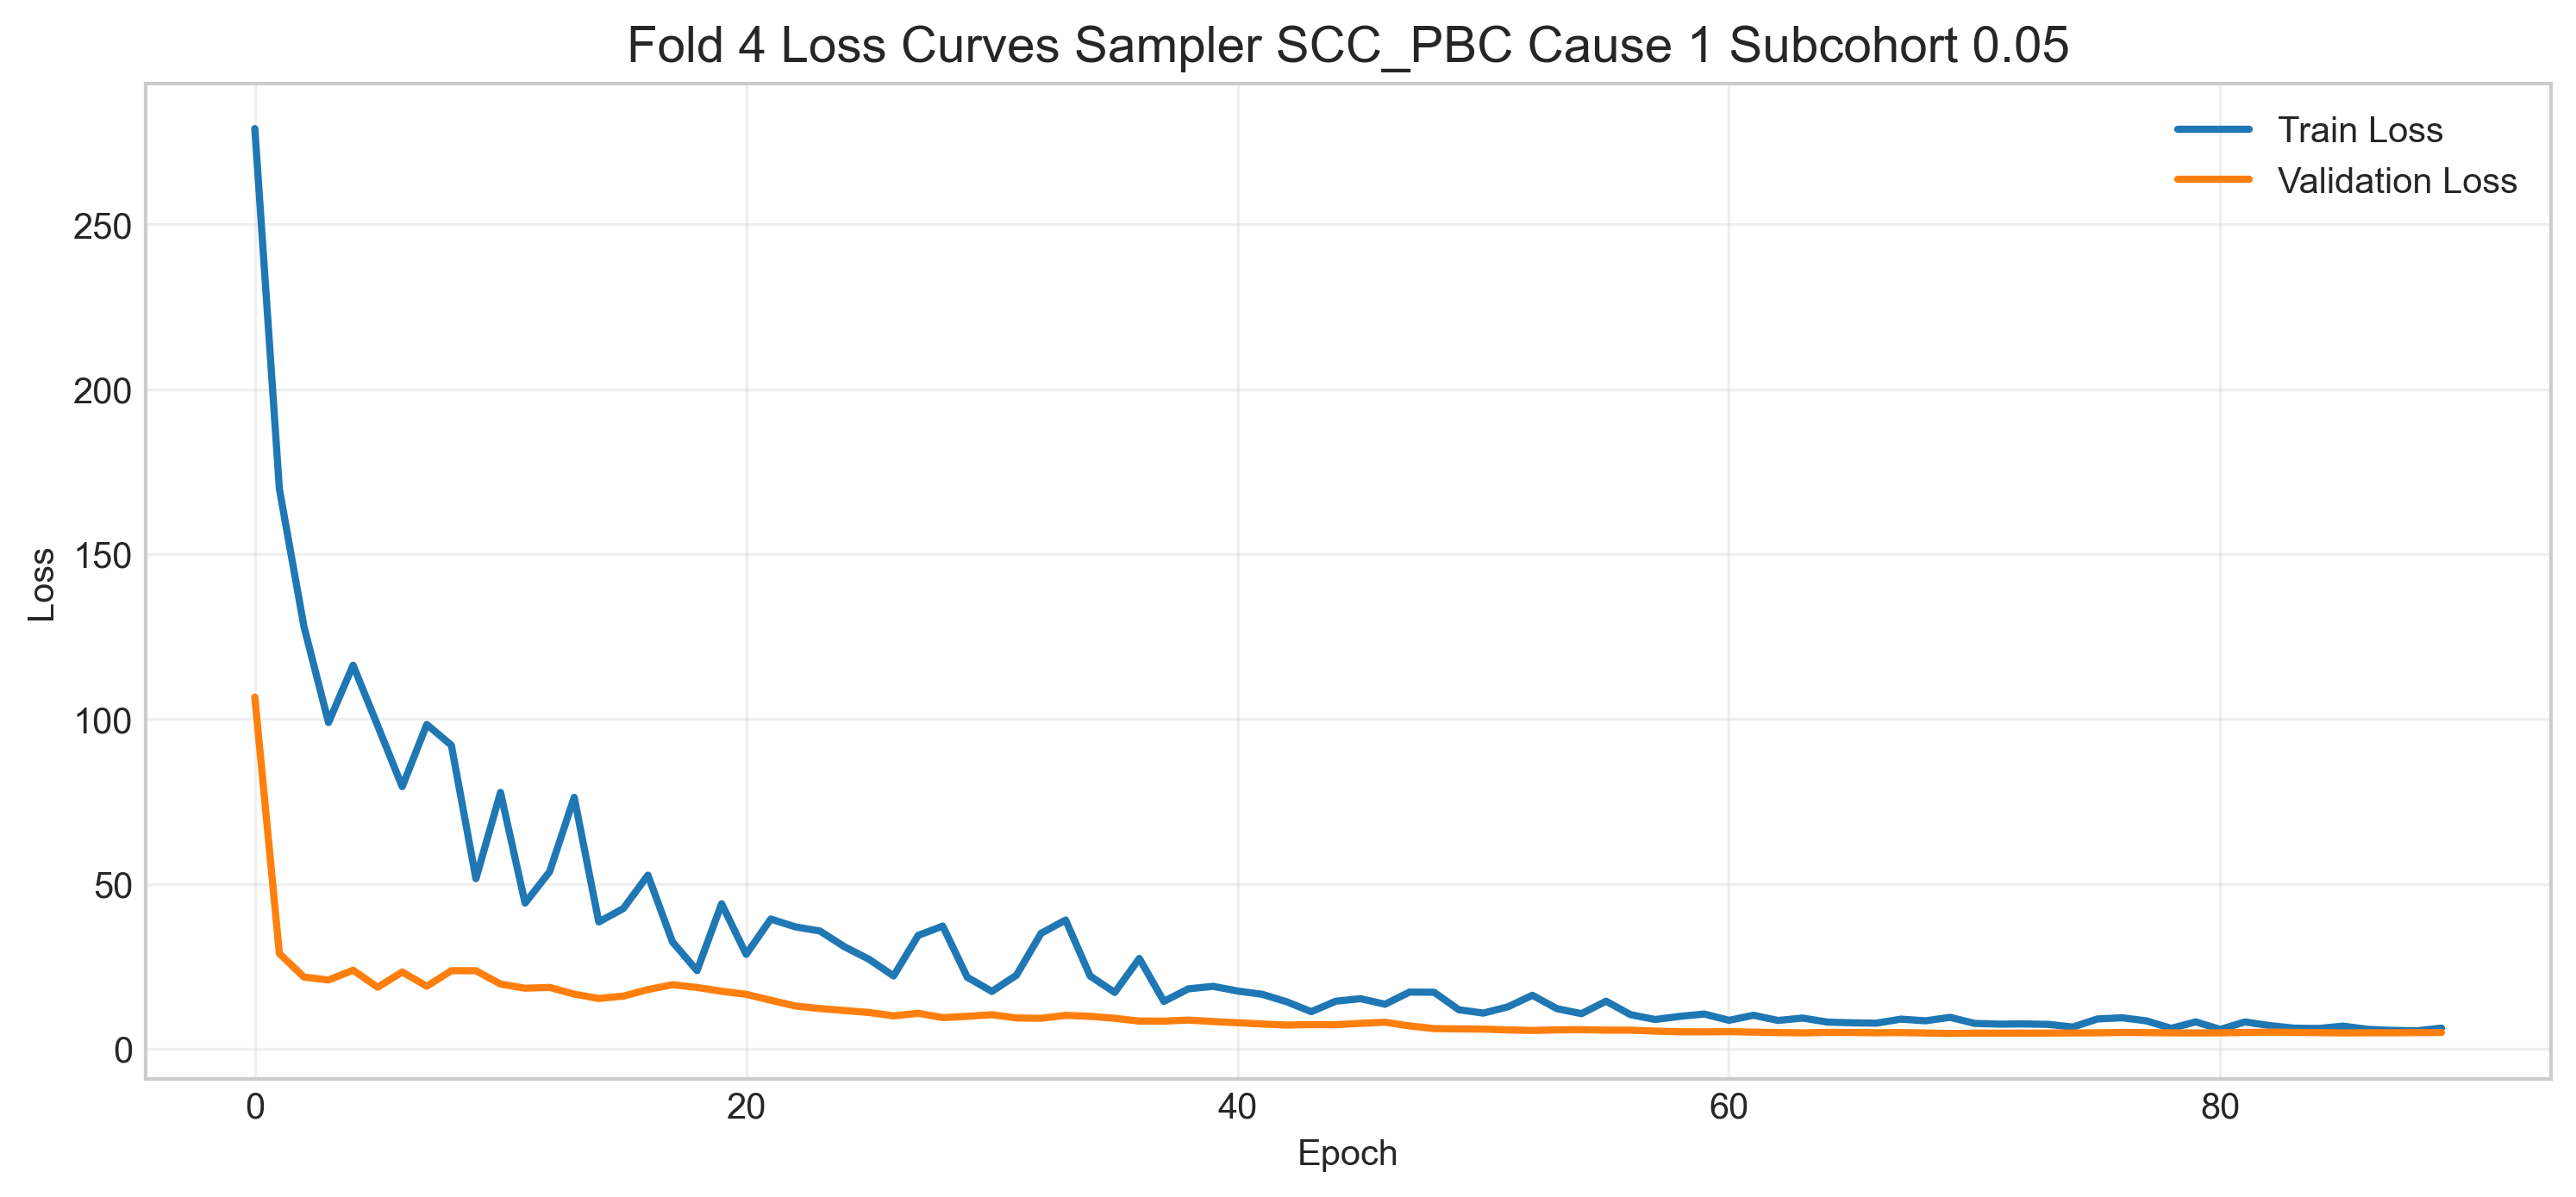 Fold 4 Loss Curves Sampler SCC_PBC Cause 1 Subcohort 0.05
Train Loss
Validation Loss
250
200
150
100
50
0
Loss
0 20 40 60 80
Epoch